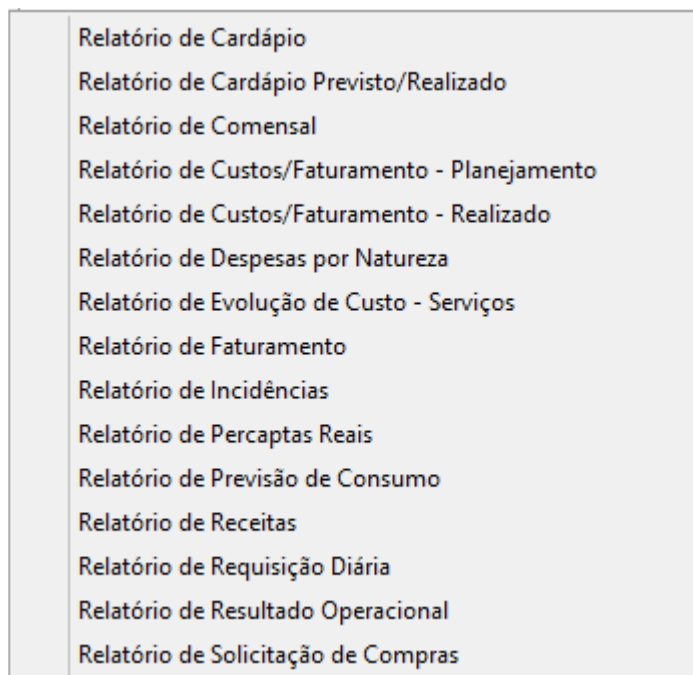 Relatório de Cardápio
Relatório de Cardápio Previsto/Realizado
Relatório de Comensal
Relatório de Custos/Faturamento - Planejamento
Relatório de Custos/Faturamento - Realizado
Relatório de Despesas por Natureza
Relatório de Evolução de Custo - Serviços
Relatório de Faturamento
Relatório de Incidências
Relatório de Percaptas Reais
Relatório de Previsão de Consumo
Relatório de Receitas
Relatório de Requisição Diária
Relatório de Resultado Operacional
Relatório de Solicitação de Compras